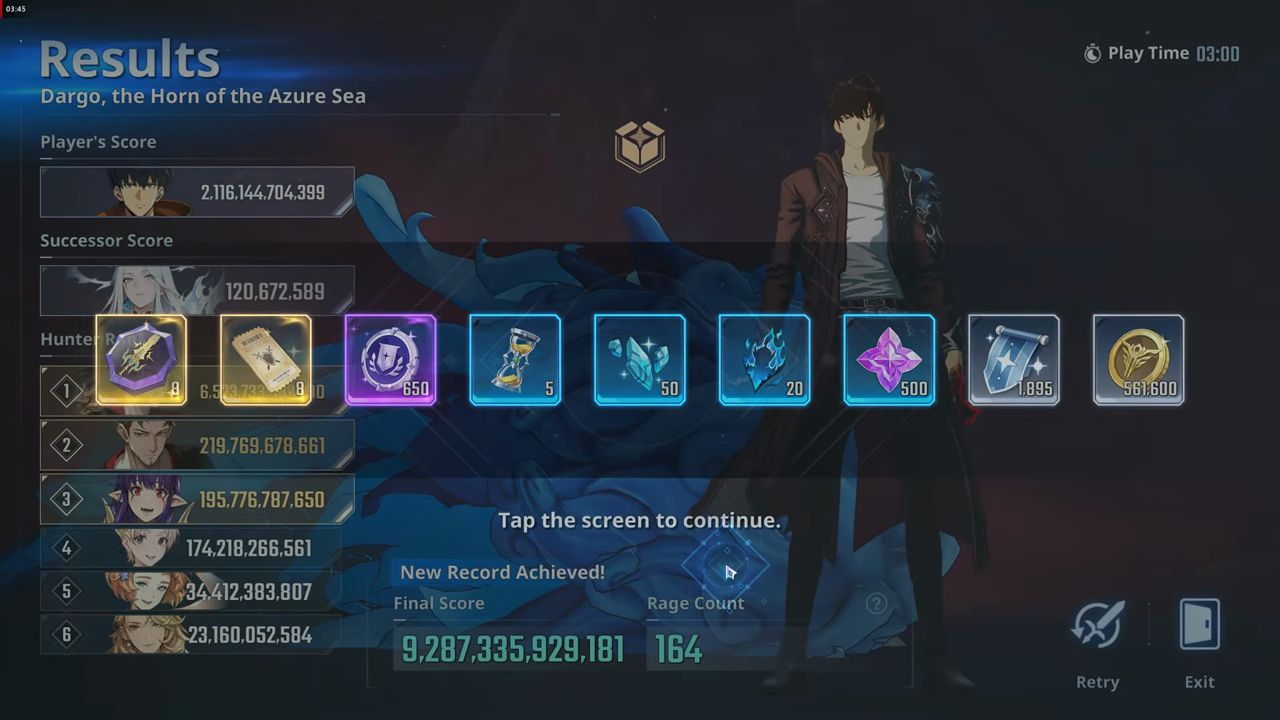 03:45
Results
Play Time 03:00
Dargo, the Horn of the Azure Sea
Player's Score
2,116,144,704,399
Successor Score
120,672,589
8
8
650
5
50
20
500
1,895
561,600
1
2
219,769,678,661
3
195,776,787,650
Tap the screen to continue.
4
174,218,266,561
New Record Achieved!
5
34,412,383,807
Final Score
Rage Count
?
6
23,160,052,584
9,287,335,929,181
164
Retry
Exit